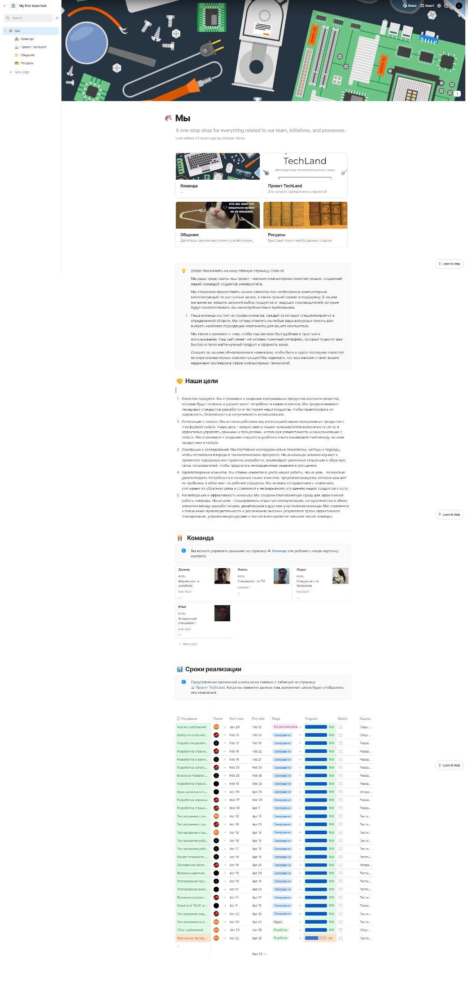 My first team hub
Share
Insert
Search
Мы
Команда
Проект TechLand
Общение
Ресурсы
New page
Мы
A one-stop shop for everything related to our team, initiatives, and processes.
Last edited 23 hours ago by Daniyar Ablay
TechLand
Исследуй мир технологий вместе с нами
Команда
...
Проект TechLand
Это начало грандиозного проекта!
кто же знал что
вешаться нужно
не на вешалке
Общение
Делитесь своими мыслями со всей коман...
Ресурсы
Быстрый поиск необходимых ссылок
Learn & Help
Добро пожаловать на нашу главную страницу Coda.io!
Мы рады представить наш проект - магазин компьютерных комплектующих, созданный
нашей командой студентов университета.
Мы стараемся предоставить нашим клиентам все необходимые компьютерные
комплектующие по доступным ценам, а также лучший сервис и поддержку. В нашем
магазине вы найдете широкий выбор продуктов от ведущих производителей, которые
будут соответствовать вашим потребностям и требованиям.
Наша команда состоит из профессионалов, каждый из которых специализируется в
определенной области. Мы готовы ответить на любые ваши вопросы и помочь вам
выбрать наиболее подходящие компоненты для вашего компьютера.
Мы также стремимся к тому, чтобы наш магазин был удобным и простым в
использовании. Наш сайт имеет интуитивно понятный интерфейс, который позволит вам
быстро и легко найти нужный продукт и оформить заказ.
Следите за нашими обновлениями и новинками, чтобы быть в курсе последних новостей
из мира компьютерных комплектующих! Мы надеемся, что наш магазин станет вашим
надежным партнером в сфере компьютерных технологий.
Наши цели
1. Качество продукта: Мы стремимся к созданию программных продуктов высокого качества,
которые будут полезны и удовлетворят потребности наших клиентов. Мы придерживаемся
передовых стандартов разработки и тестируем наши продукты, чтобы гарантировать их
надежность, безопасность и интуитивность использования.
2. Интеграция с coda.io: Мы активно работаем над интеграцией наших программных продуктов с
платформой coda.io. Наша цель - предоставить нашим пользователям возможность легко и
эффективно управлять данными и процессами, используя совместимость и синхронизацию с
coda.io. Мы стремимся к созданию гладкого и удобного опыта взаимодействия между нашими
продуктами и coda.io.
3. Инновации и исследования: Мы постоянно исследуем новые технологии, методы и подходы,
чтобы оставаться впереди в технологическом прогрессе. Наша команда активно изучает и
применяет передовые инструменты разработки, анализирует рыночные тенденции и обратную
связь пользователей, чтобы предлагать инновационные решения и улучшения.
4. Удовлетворение клиентов: Мы ставим клиентов в центр нашей работы. Наша цель - полностью
удовлетворить потребности и ожидания наших клиентов, предлагая продукты, которые решают
их проблемы и облегчают их рабочие процессы. Мы активно сотрудничаем с клиентами,
учитываем их обратную связь и стремимся к непрерывному улучшению наших продуктов и услуг.
5. Коллаборация и эффективность команды: Мы создаем благоприятную среду для эффективной
работы команды. Наша цель - поддерживать открытую коммуникацию, сотрудничество и обмен
знаниями между разработчиками, дизайнерами и другими участниками команды. Мы стремимся
к повышению производительности и достижению высоких результатов путем эффективного
планирования, управления ресурсами и постоянного развития навыков нашей команды.
Learn & Help
Команда
Вы можете управлять данными на странице Команда или добавить новую карточку
контакта.
Данияр
РОЛЬ
Маркетолог и
дизайнер
FUN FACT
...
Эмиль
РОЛЬ
Специалист по ПО
FUN FACT
...
Лаура
РОЛЬ
Специалист по
продажам
FUN FACT
...
Илья
РОЛЬ
Аппаратный
специалист
FUN FACT
...
New card
Сроки реализации
Представление временной шкалы ниже связано с таблицей на странице
Проект TechLand. Когда вы измените данные там, временная шкала будет отображать
эти изменения.
Подзадачи Owner Start date End date Stage Progress Details Задачи
Анализ требований ЛЗ Jan 29 Feb 12 На рассмотрени 100 Сбор ...
Выбор no-code инс... Feb 13 Feb 13 Завершено 100 Сбор ...
Разработка дизайн... Feb 13 Feb 18 Завершено 100 Разра...
Разработка страни... Feb 19 Feb 22 Завершено 100 Разра...
Разработка страни... Feb 19 Feb 21 Завершено 100 Разра...
Learn & Help
Разработка катало... Feb 23 Feb 25 Завершено 100 Разра...
Внесение товаров ... Feb 26 Feb 26 Завершено 100 Разра...
Разработка страни... Feb 19 Mar 26 Завершено 100 Разра...
Функциональность... Apr 20 Apr 23 Завершено 100 Испра...
Разработка корзины Mar 27 Mar 29 Завершено 100 Разра...
Разработка страни... Mar 30 Apr 2 Завершено 100 Разра...
Тестирование стра... ЛЗ Apr 16 Apr 18 Завершено 100 Тести...
Тестирование стра... Apr 16 Apr 20 Завершено 100 Тести...
Тестирование стра... ЛЗ Apr 18 Apr 19 Завершено 100 Тести...
Тестирование рабо... Apr 16 Apr 16 Завершено 100 Тести...
Тестирование рабо... Apr 17 Apr 18 Завершено 100 Тести...
Расчет стоимости ... Apr 19 Apr 19 Завершено 100 Тести...
Обновление катал... Apr 19 Apr 24 Завершено 100 Испра...
Проверка адаптив... Apr 19 Apr 20 Завершено 100 Тести...
Тестирование про... Apr 19 Apr 19 Завершено 100 Тести...
Тестирование расс... Apr 21 Apr 22 Завершено 100 Тести...
Проверка коррект... Apr 21 Apr 22 Завершено 100 Тести...
Защита от DdoS-ат... Apr 3 Apr 16 Завершено 100 Разра...
Тестирование защ... Apr 23 Apr 30 Завершено 100 Тести...
Тестирование на р... ЛЗ Apr 20 Apr 24 Идея 100 Тести...
Сбор требований ЛЗ Jan 23 Jan 28 В работе 100 Сбор ...
Повторное тестир... ЛЗ Apr 25 Apr 30 В работе 60 Тести...
Sep 23 S...